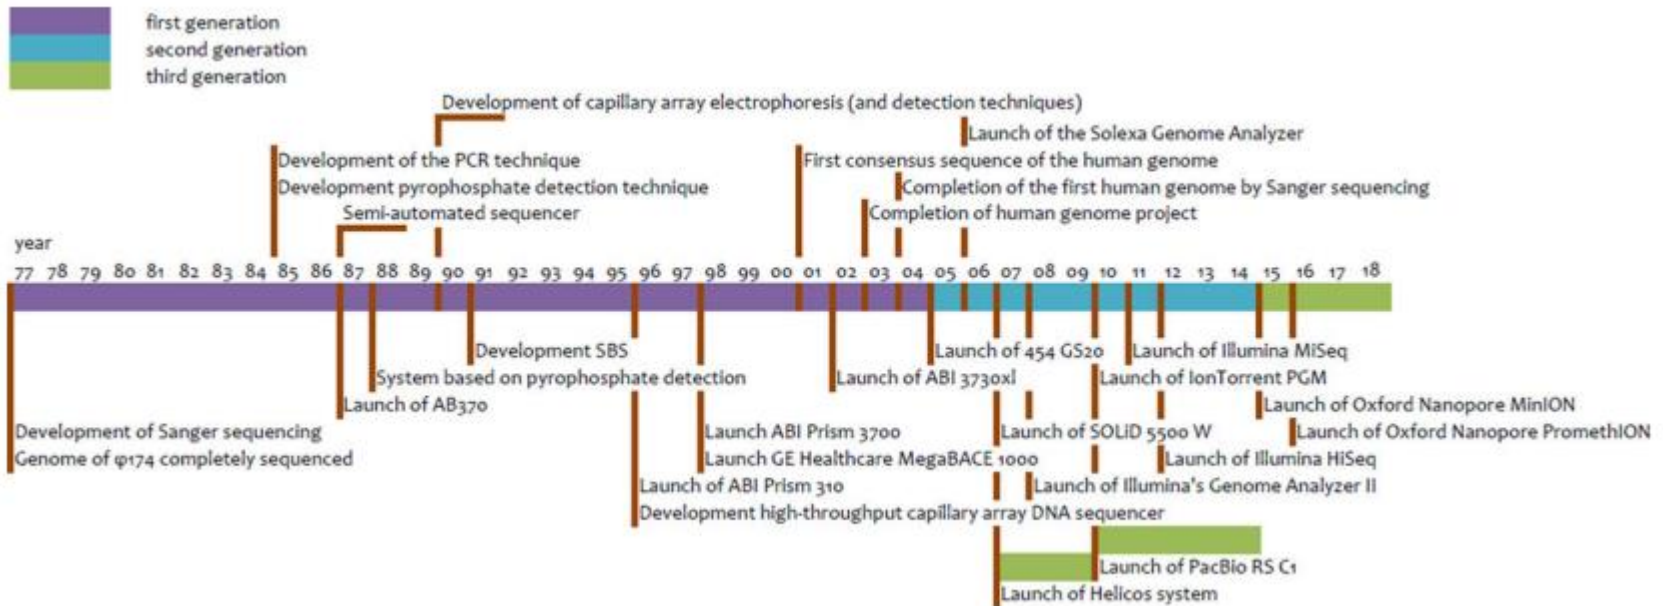 first generation
second generation
third generation
Development of capillary array electrophoresis (and detection techniques)
Launch of the Solexa Genome Analyzer
Development of the PCR technique
First consensus sequence of the human genome
Development pyrophosphate detection technique
Completion of the first human genome by Sanger sequencing
Semi-automated sequencer
Completion of human genome project
year
77 78 79 80 81 82 83 84 85 86 87 88 89 90 91 92 93 94 95 96 97 98 99 00 01 02 03 04 05 06 07 08 09 10 11 12 13 14 15 16 17 18
Development SBS
Launch of 454 GS20
Launch of Illumina MiSeq
System based on pyrophosphate detection
Launch of ABI 3730xl
Launch of IonTorrent PGM
Launch of AB370
Launch of Oxford Nanopore MinION
Development of Sanger sequencing
Launch ABI Prism 3700
Launch of SOLiD 5500 W
Launch of Oxford Nanopore PromethION
Genome of φ174 completely sequenced
Launch GE Healthcare MegaBACE 1000
Launch of Illumina HiSeq
Launch of ABI Prism 310
Launch of Illumina's Genome Analyzer II
Development high-throughput capillary array DNA sequencer
Launch of PacBio RS C1
Launch of Helicos system